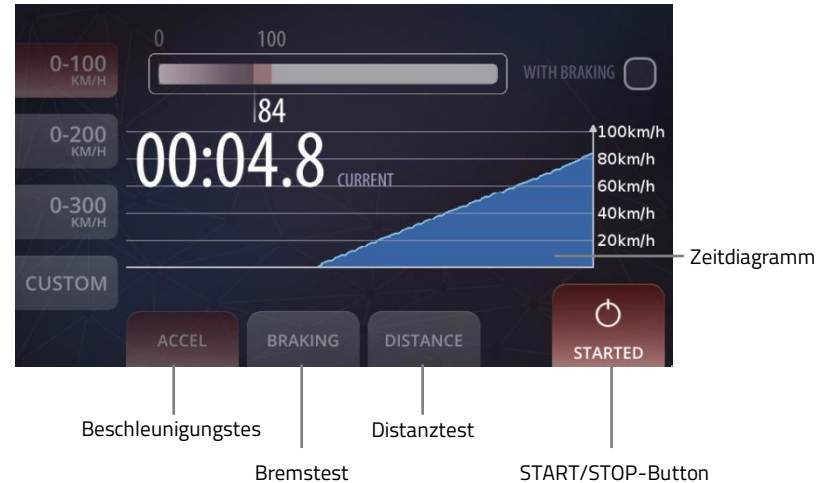 0 100
0-100
KM/H
WITH BRAKING
84
0-200
KM/H
00:04.8 CURRENT
100km/h
80km/h
60km/h
40km/h
20km/h
0-300
KM/H
Zeitdiagramm
CUSTOM
ACCEL BRAKING DISTANCE
STARTED
Beschleunigungstes Distanztest
Bremstest START/STOP-Button